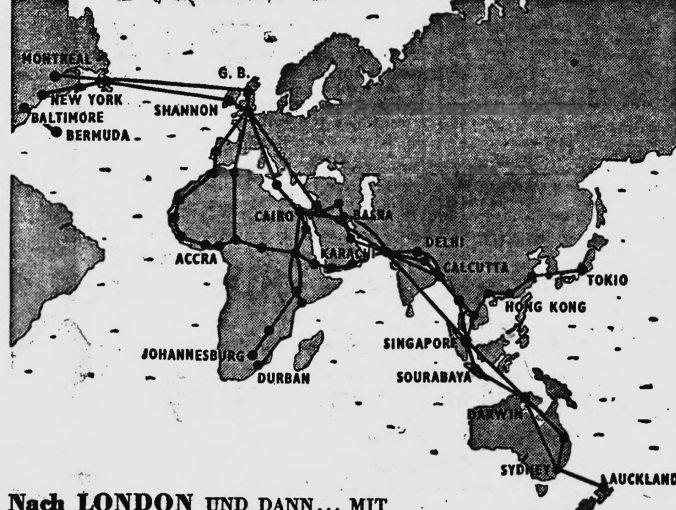 MONTREAL
G. B.
NEW YORK
SHANNON
BALTIMORE
BERMUDA
CAIRO
BASRA
DELHI
ACCRA
KARACHI
CALCUTTA
TOKIO
HONG KONG
SINGAPORE
JOHANNESBURG
DURBAN
SOURABAYA
DARWIN
SYDNEY
AUCKLAND
Nach LONDON UND DANN... MIT